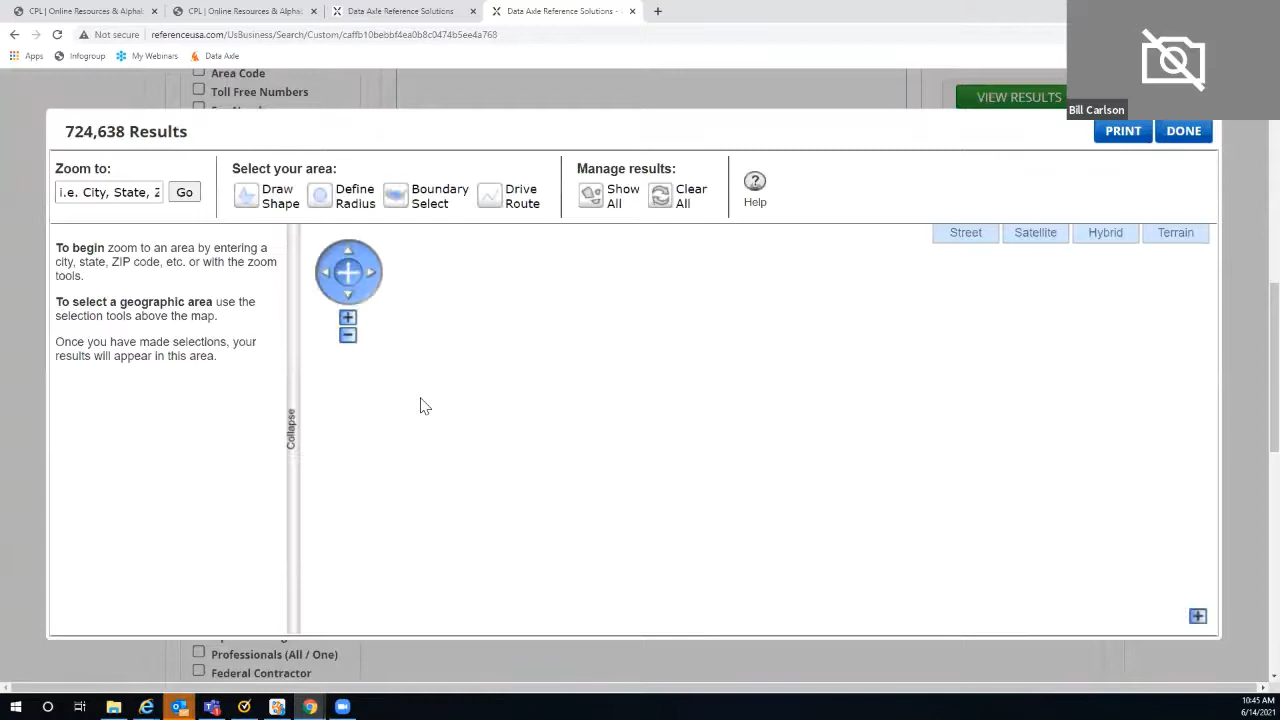 CPL | Online Resources & Alphab
CPL | Online Resources & Alphab
Data Axle Reference Solutions
Data Axle Reference Solutions -
Not secure
referenceusa.com/UsBusiness/Search/Custom/caffb10bebbf4ea0b8c0474b5ee4a768
Apps
Infogroup
My Webinars
Data Axle
Area Code
Toll Free Numbers
VIEW RESULTS
Bill Carlson
724,638 Results
PRINT
DONE
Zoom to:
i.e. City, State, Z
Go
Select your area:
Draw Shape
Define Radius
Boundary Select
Drive Route
Manage results:
Show All
Clear All
Help
To begin zoom to an area by entering a
city, state, ZIP code, etc. or with the zoom
tools.
To select a geographic area use the
selection tools above the map.
Once you have made selections, your
results will appear in this area.
Collapse
Street
Satellite
Hybrid
Terrain
Professionals (All / One)
Federal Contractor
10:45 AM
6/14/2021